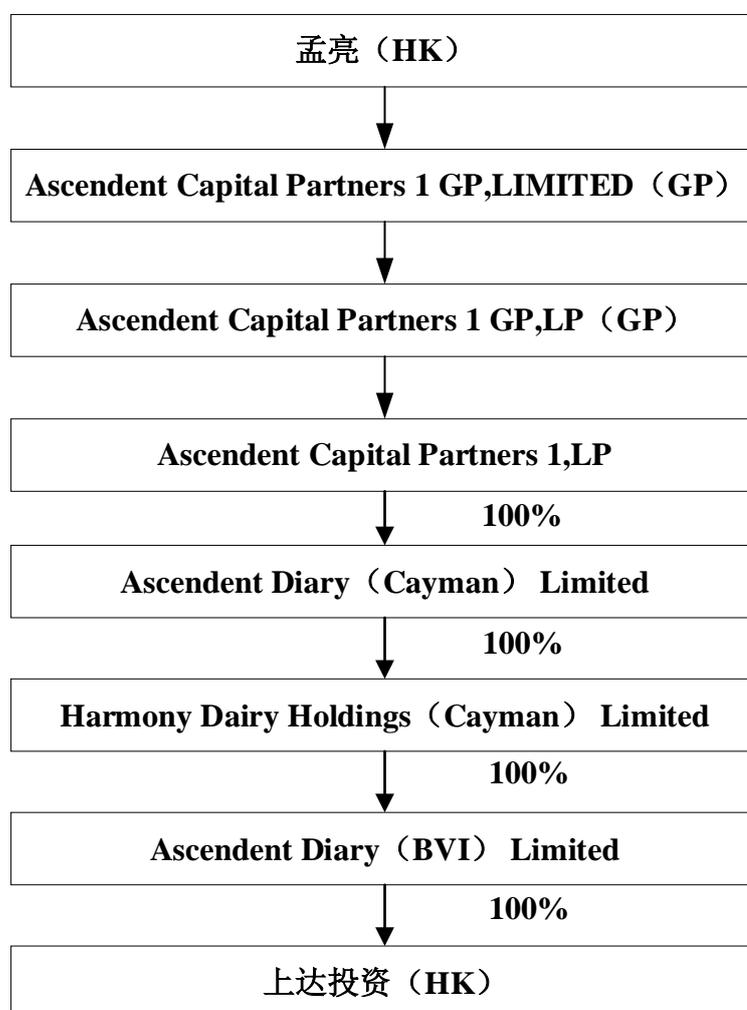 孟亮（HK）
Ascendent Capital Partners 1 GP,LIMITED（GP）
Ascendent Capital Partners 1 GP,LP（GP）
Ascendent Capital Partners 1,LP
100%
Ascendent Diary（Cayman） Limited
100%
Harmony Dairy Holdings（Cayman） Limited
100%
Ascendent Diary（BVI） Limited
100%
上达投资（HK）